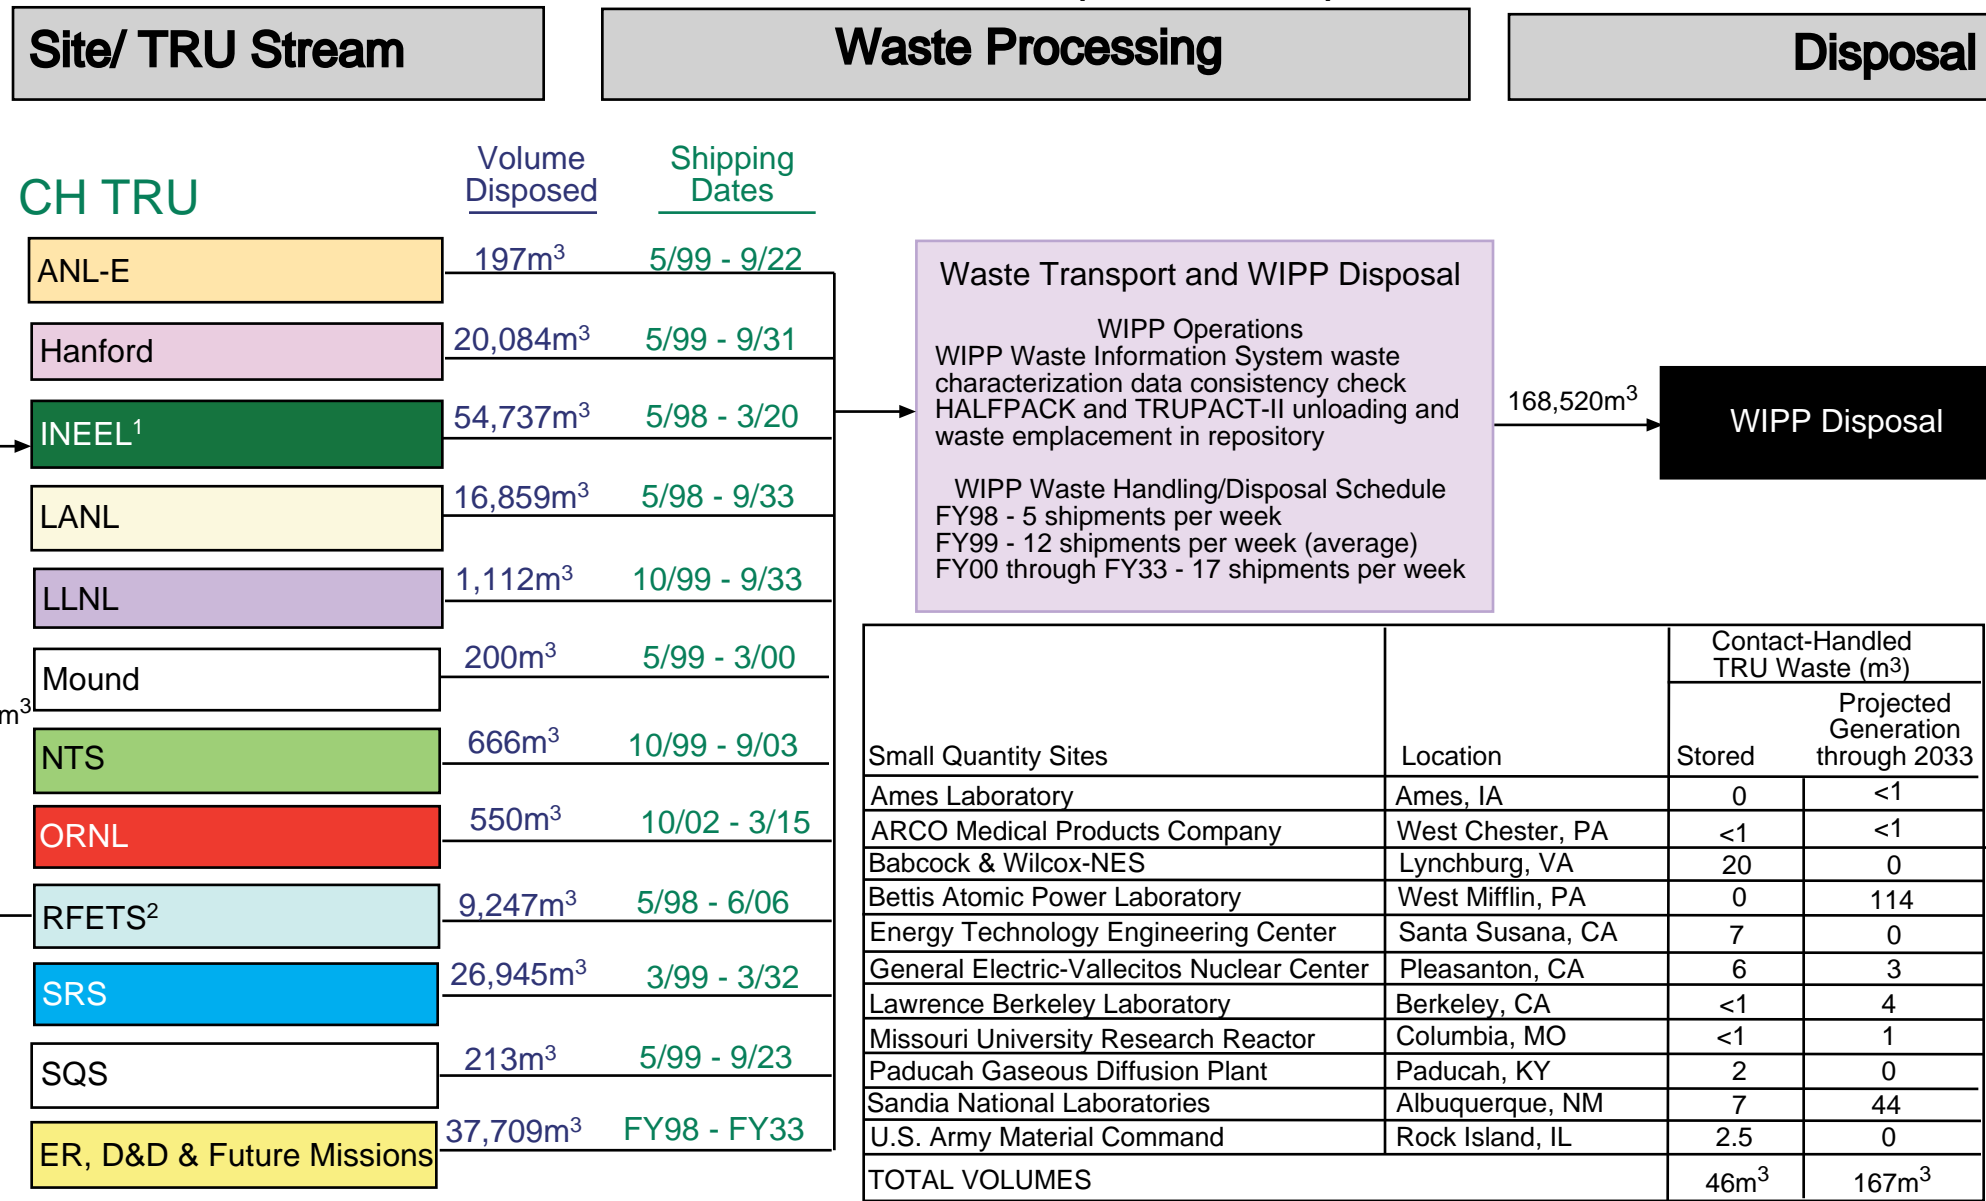 Site/ TRU Stream
Waste Processing
Disposal
CH TRU
Volume
Disposed
Shipping
Dates
ANL-E 197m³ 5/99 - 9/22
Hanford 20,084m³ 5/99 - 9/31
INEEL¹ 54,737m³ 5/98 - 3/20
LANL 16,859m³ 5/98 - 9/33
LLNL 1,112m³ 10/99 - 9/33
Mound 200m³ 5/99 - 3/00
m³
NTS 666m³ 10/99 - 9/03
ORNL 550m³ 10/02 - 3/15
RFETS² 9,247m³ 5/98 - 6/06
SRS 26,945m³ 3/99 - 3/32
SQS 213m³ 5/99 - 9/23
ER, D&D & Future Missions 37,709m³ FY98 - FY33
Waste Transport and WIPP Disposal
WIPP Operations
WIPP Waste Information System waste
characterization data consistency check
HALFPACK and TRUPACT-II unloading and
waste emplacement in repository
WIPP Waste Handling/Disposal Schedule
FY98 - 5 shipments per week
FY99 - 12 shipments per week (average)
FY00 through FY33 - 17 shipments per week
168,520m³
WIPP Disposal
Contact-Handled
TRU Waste (m³)
Projected
Generation
Small Quantity Sites Location Stored through 2033
Ames Laboratory Ames, IA 0 <1
ARCO Medical Products Company West Chester, PA <1 <1
Babcock & Wilcox-NES Lynchburg, VA 20 0
Bettis Atomic Power Laboratory West Mifflin, PA 0 114
Energy Technology Engineering Center Santa Susana, CA 7 0
General Electric-Vallecitos Nuclear Center Pleasanton, CA 6 3
Lawrence Berkeley Laboratory Berkeley, CA <1 4
Missouri University Research Reactor Columbia, MO <1 1
Paducah Gaseous Diffusion Plant Paducah, KY 2 0
Sandia National Laboratories Albuquerque, NM 7 44
U.S. Army Material Command Rock Island, IL 2.5 0
TOTAL VOLUMES 46m³ 167m³